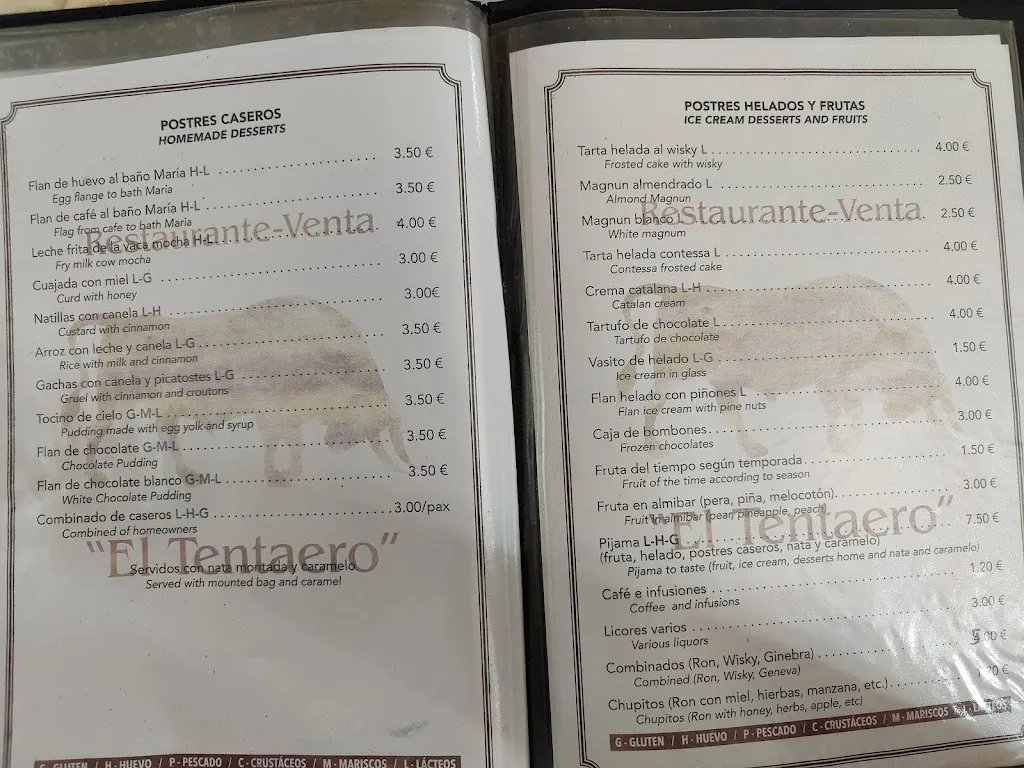 POSTRES CASEROS
HOMEMADE DESSERTS
Flan de huevo al baño María H-L 3.50 €
Egg flange to bath Maria
Flan de café al baño María H-L 3.50 €
Flag from cafe to bath Maria
Restaurante-Venta
Leche frita de la vaca mocha H-L 4.00 €
Fry milk cow mocha
Cuajada con miel L-G 3.00 €
Curd with honey
Natillas con canela L-H 3.00€
Custard with cinnamon
Arroz con leche y canela L-G 3.50 €
Rice with milk and cinnamon
Gachas con canela y picatostes L-G 3.50 €
Gruel with cinnamon and croutons
Tocino de cielo G-M-L 3.50 €
Pudding made with egg yolk and syrup
Flan de chocolate G-M-L 3.50 €
Chocolate Pudding
Flan de chocolate blanco G-M-L 3.50 €
White Chocolate Pudding
Combinado de caseros L-H-G 3.00/pax
Combined of homeowners
"El Tentaero"
Servidos con nata montada y caramelo
Served with mounted bag and caramel
G - GLUTEN / H - HUEVO / P - PESCADO / C - CRUSTÁCEOS / M - MARISCOS / L - LÁCTEOS
POSTRES HELADOS Y FRUTAS
ICE CREAM DESSERTS AND FRUITS
Tarta helada al wisky L 4.00 €
Frosted cake with wisky
Magnun almendrado L 2.50 €
Almond Magnun
Restaurante-Venta
Magnun blanco 2.50 €
White magnum
Tarta helada contessa L 4.00 €
Contessa frosted cake
Crema catalana L-H 4.00 €
Catalan cream
Tartufo de chocolate L 4.00 €
Tartufo de chocolate
Vasito de helado L-G 1.50 €
Ice cream in glass
Flan helado con piñones L 4.00 €
Flan ice cream with pine nuts
Caja de bombones 3.00 €
Frozen chocolates
Fruta del tiempo según temporada 1.50 €
Fruit of the time according to season
Fruta en almibar (pera, piña, melocotón) 3.00 €
Fruit in almibar (pear, pineapple, peach)
"El Tentaero"
Pijama L-H-G 7.50 €
(fruta, helado, postres caseros, nata y caramelo)
Pijama to taste (fruit, ice cream, desserts home and nata and caramelo)
Café e infusiones 1.20 €
Coffee and infusions
Licores varios 3.00 €
Various liquors
Combinados (Ron, Wisky, Ginebra)
Combined (Ron, Wisky, Geneva)
Chupitos (Ron con miel, hierbas, manzana, etc.)
Chupitos (Ron with honey, herbs, apple, etc)
G - GLUTEN / H - HUEVO / P - PESCADO / C - CRUSTÁCEOS / M - MARISCOS / L - LÁCTEOS